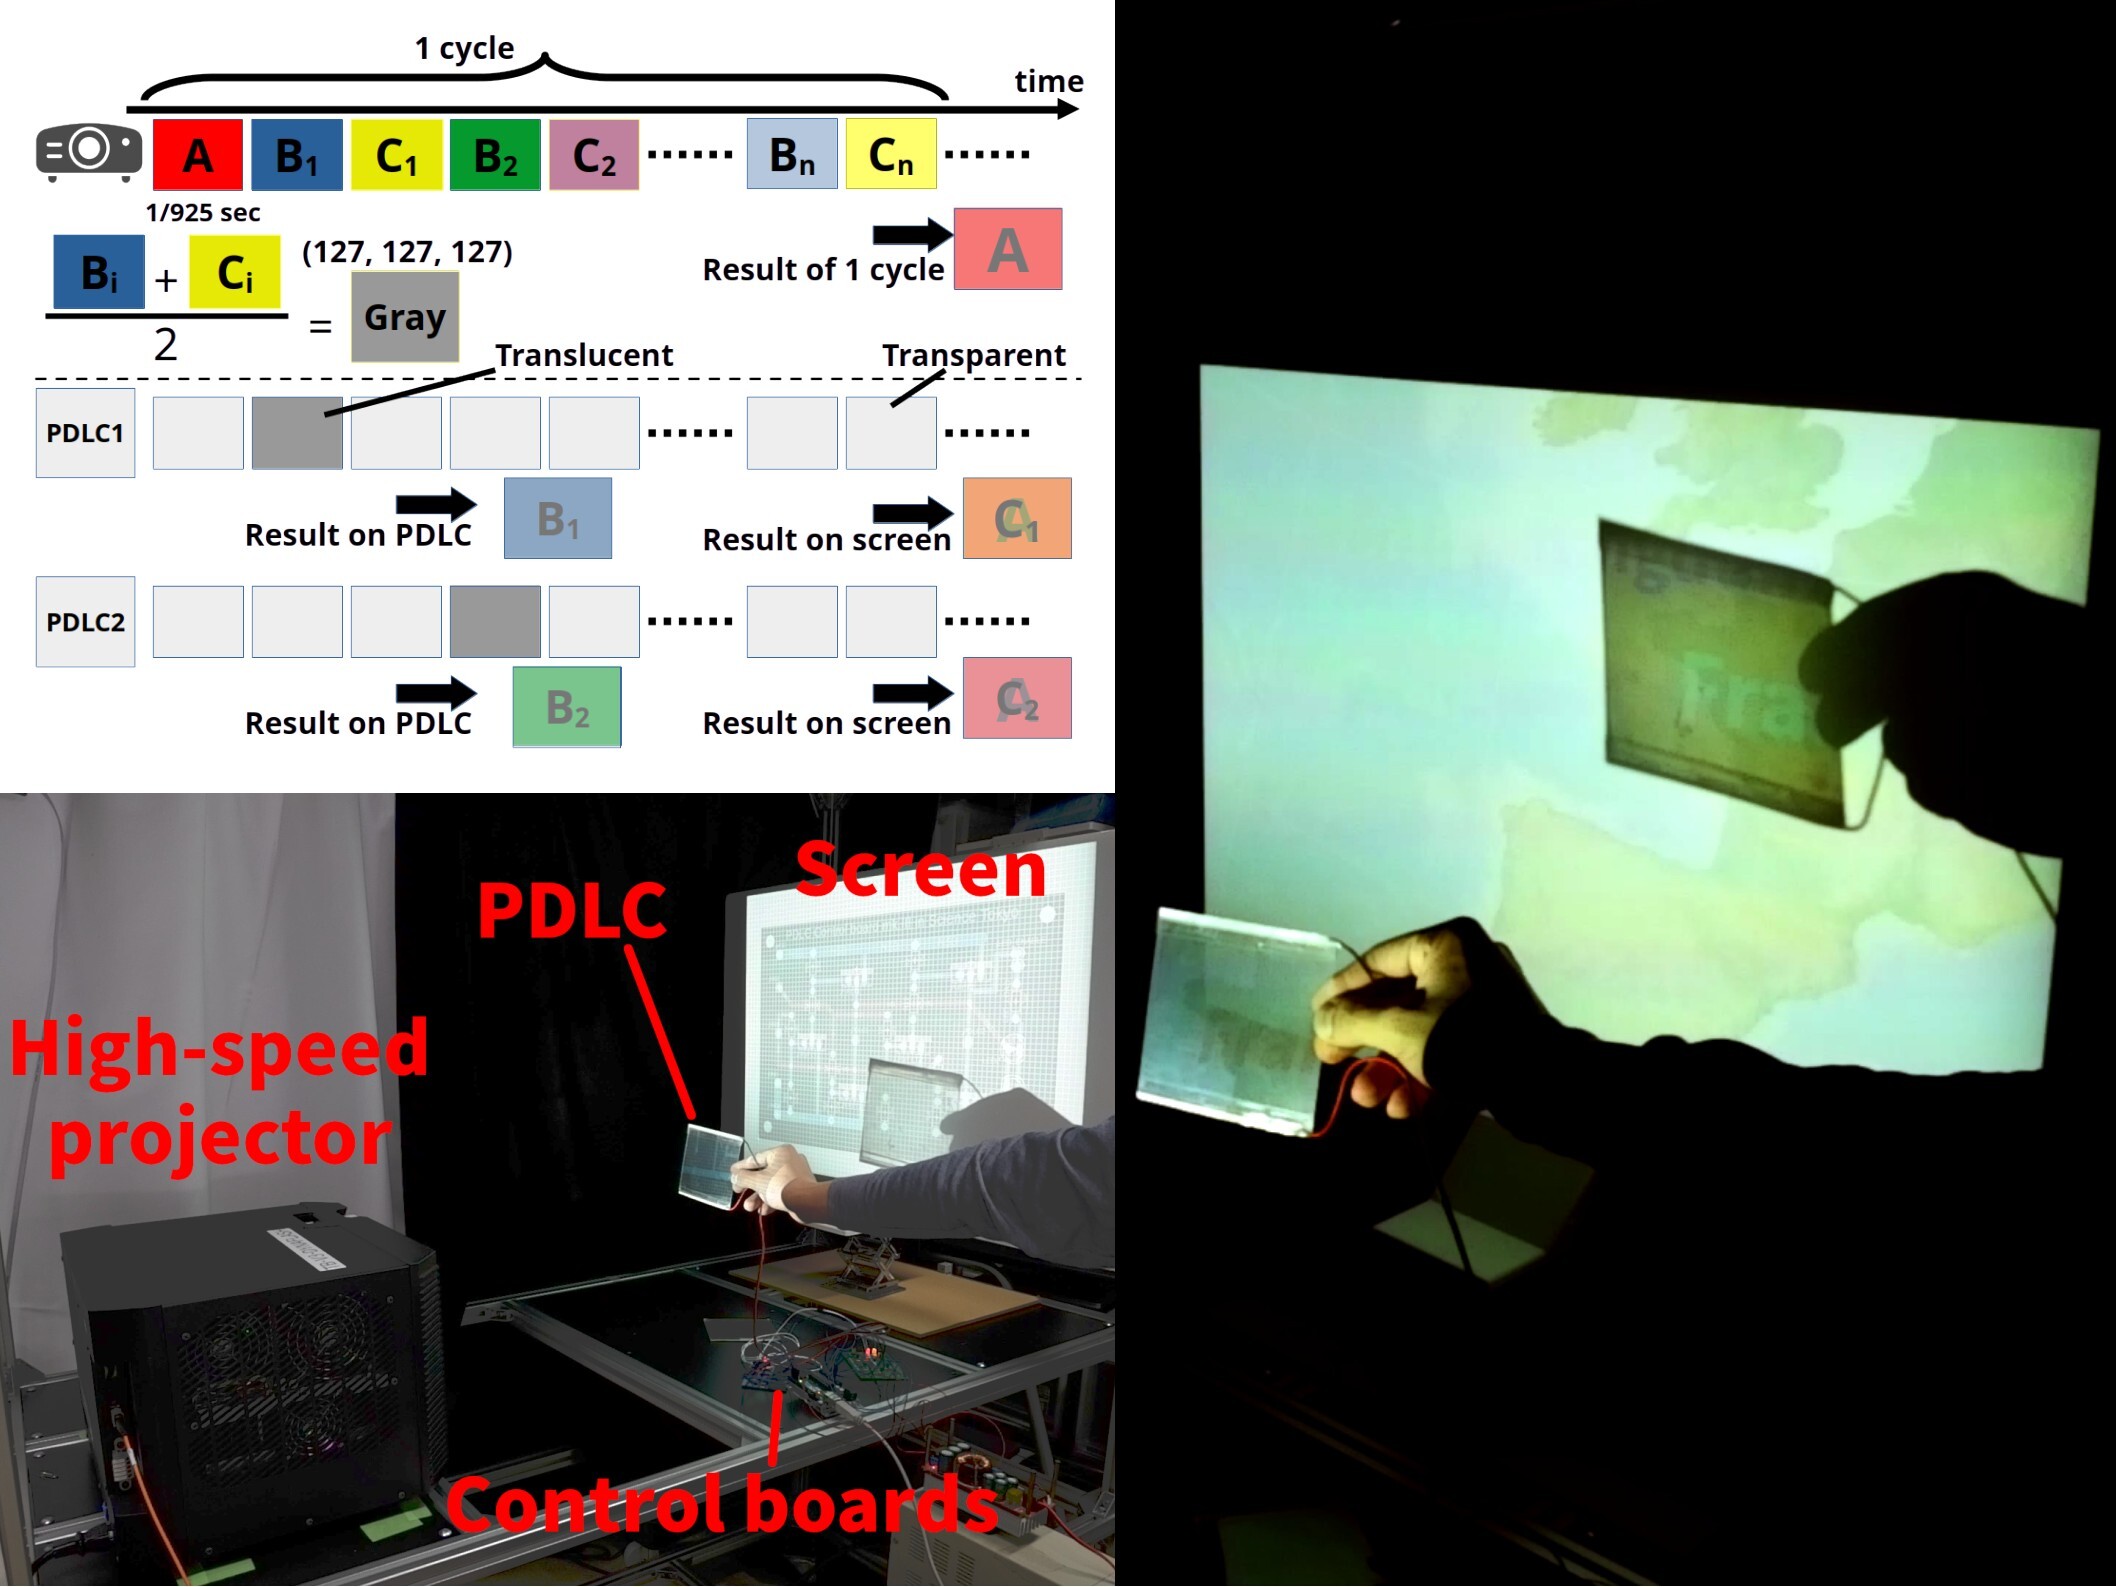 1 cycle
time
A B1 C1 B2 C2 ...... Bn Cn ......
1/925 sec
Bi + Ci
2
=
(127, 127, 127)
Gray
Result of 1 cycle
A
Translucent
Transparent
PDLC1
......
......
Result on PDLC
B1
Result on screen
C1 A
PDLC2
......
......
Result on PDLC
B2
Result on screen
C2 A
PDLC
Screen
High-speed
projector
Control boards
Fra